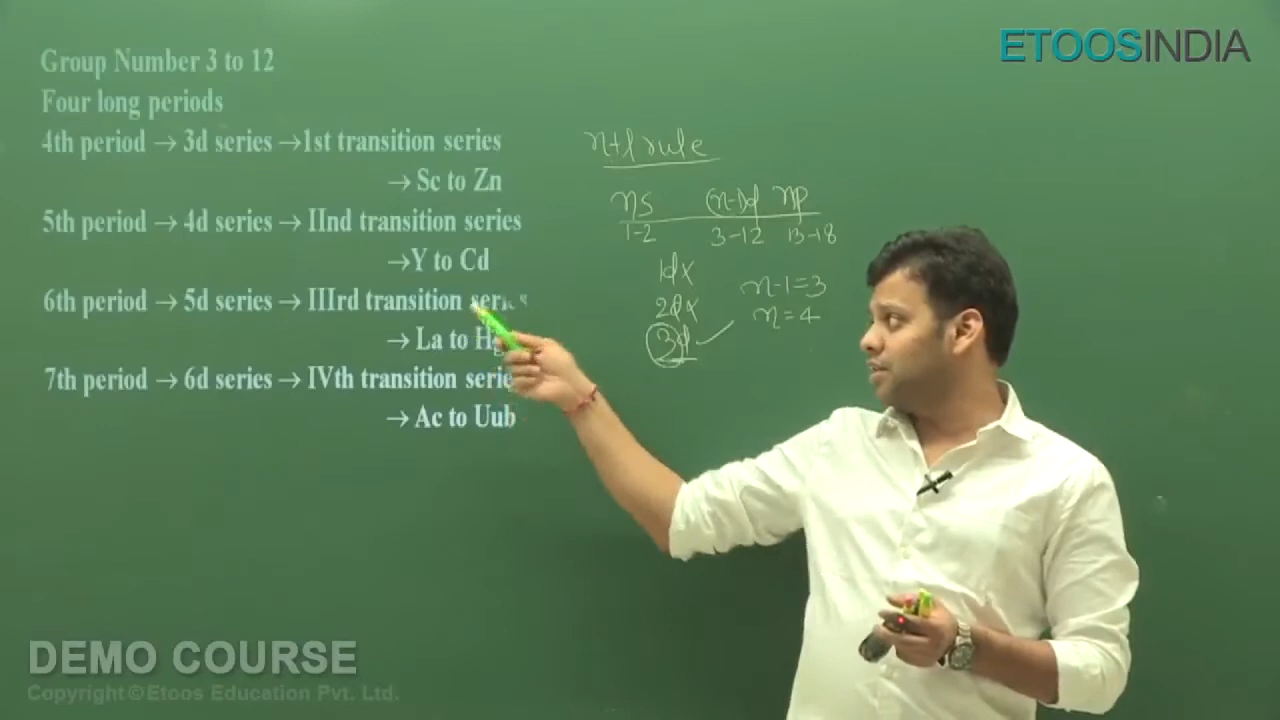 ETOOSINDIA
Group Number 3 to 12
Four long periods
4th period → 3d series → 1st transition series
→ Sc to Zn
5th period → 4d series → IInd transition series
→ Y to Cd
6th period → 5d series → IIIrd transition series
→ La to Hg
7th period → 6d series → IVth transition serie
→ Ac to Uub
n+l rule
ns (n-1)d np
1-2 3-12 13-18
1d x
2d x
3d
n-1=3
n=4
DEMO COURSE
Copyright © Etoos Education Pvt. Ltd.